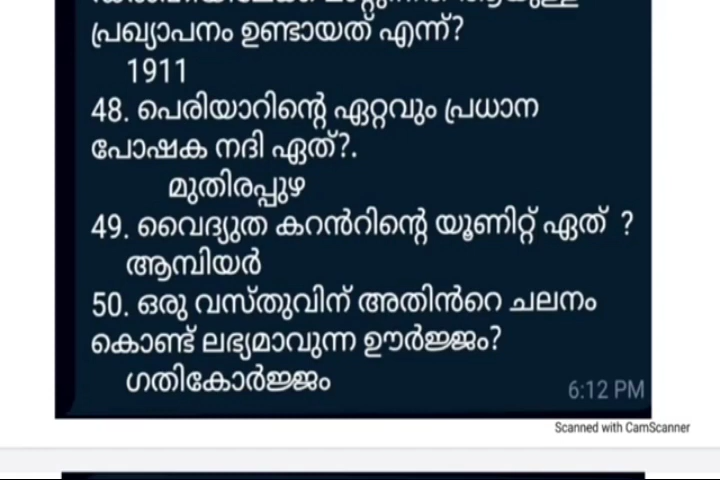 പ്രഖ്യാപനം ഉണ്ടായത് എന്ന്?
1911
48. പെരിയാറിന്റെ ഏറ്റവും പ്രധാന
പോഷക നദി ഏത്?.
മുതിരപ്പുഴ
49. വൈദ്യുത കറൻറിന്റെ യൂണിറ്റ് ഏത് ?
ആമ്പിയർ
50. ഒരു വസ്തുവിന് അതിൻറെ ചലനം
കൊണ്ട് ലഭ്യമാവുന്ന ഊർജ്ജം?
ഗതികോർജ്ജം
6:12 PM
Scanned with CamScanner